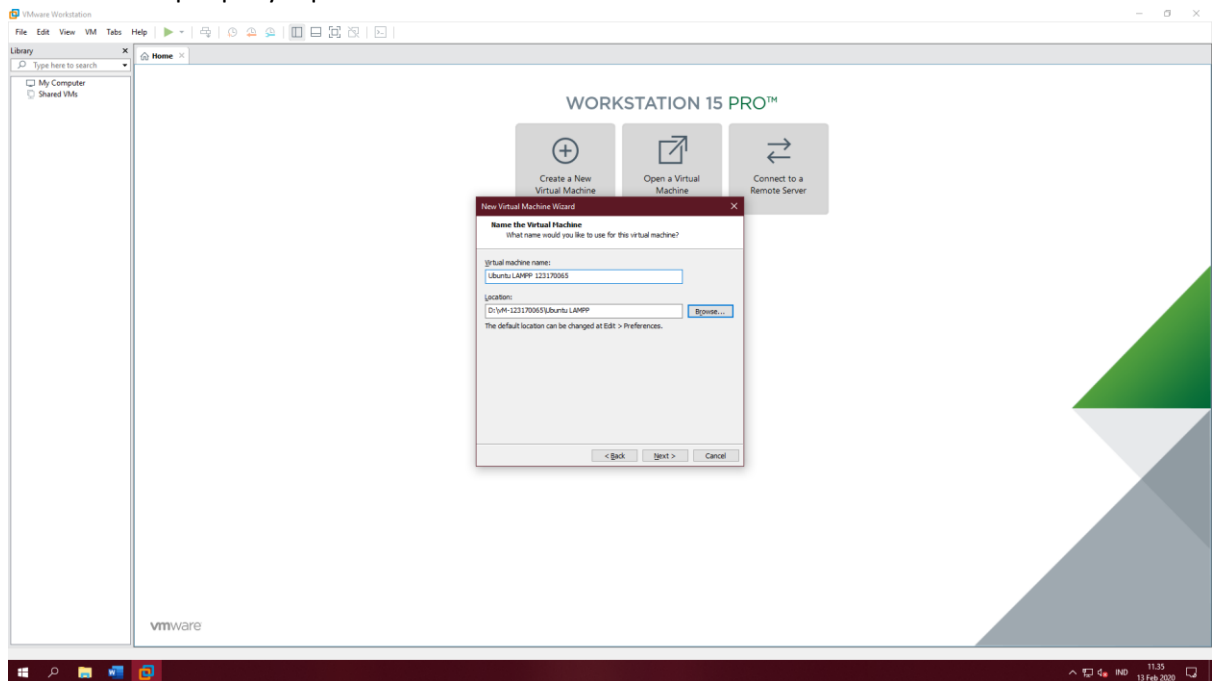 VMware Workstation
File Edit View VM Tabs Help
Library
Home
Type here to search
My Computer
Shared VMs
WORKSTATION 15 PRO™
Create a New
Virtual Machine
Open a Virtual
Machine
Connect to a
Remote Server
New Virtual Machine Wizard
Name the Virtual Machine
What name would you like to use for this virtual machine?
Virtual machine name:
Ubuntu LAMPP 123170065
Location:
D:\vM-123170065\Ubuntu LAMPP
Browse...
The default location can be changed at Edit > Preferences.
< Back Next > Cancel
vmware
IND
11.35
13 Feb 2020